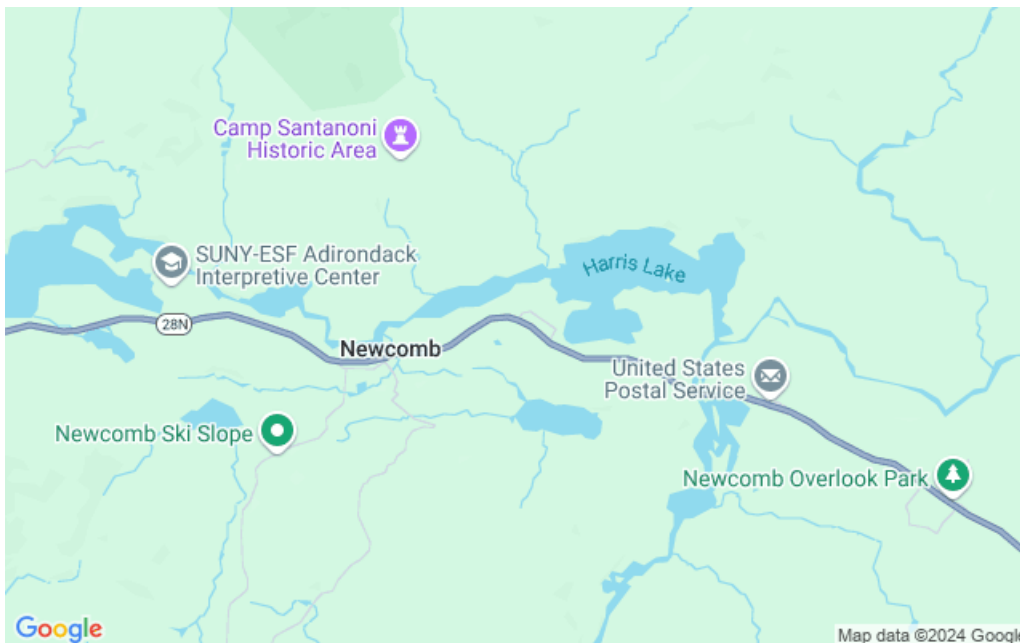 Camp Santanoni
Historic Area
SUNY-ESF Adirondack
Interpretive Center
Harris Lake
28N
Newcomb
United States
Postal Service
Newcomb Ski Slope
Newcomb Overlook Park
Google
Map data ©2024 Google